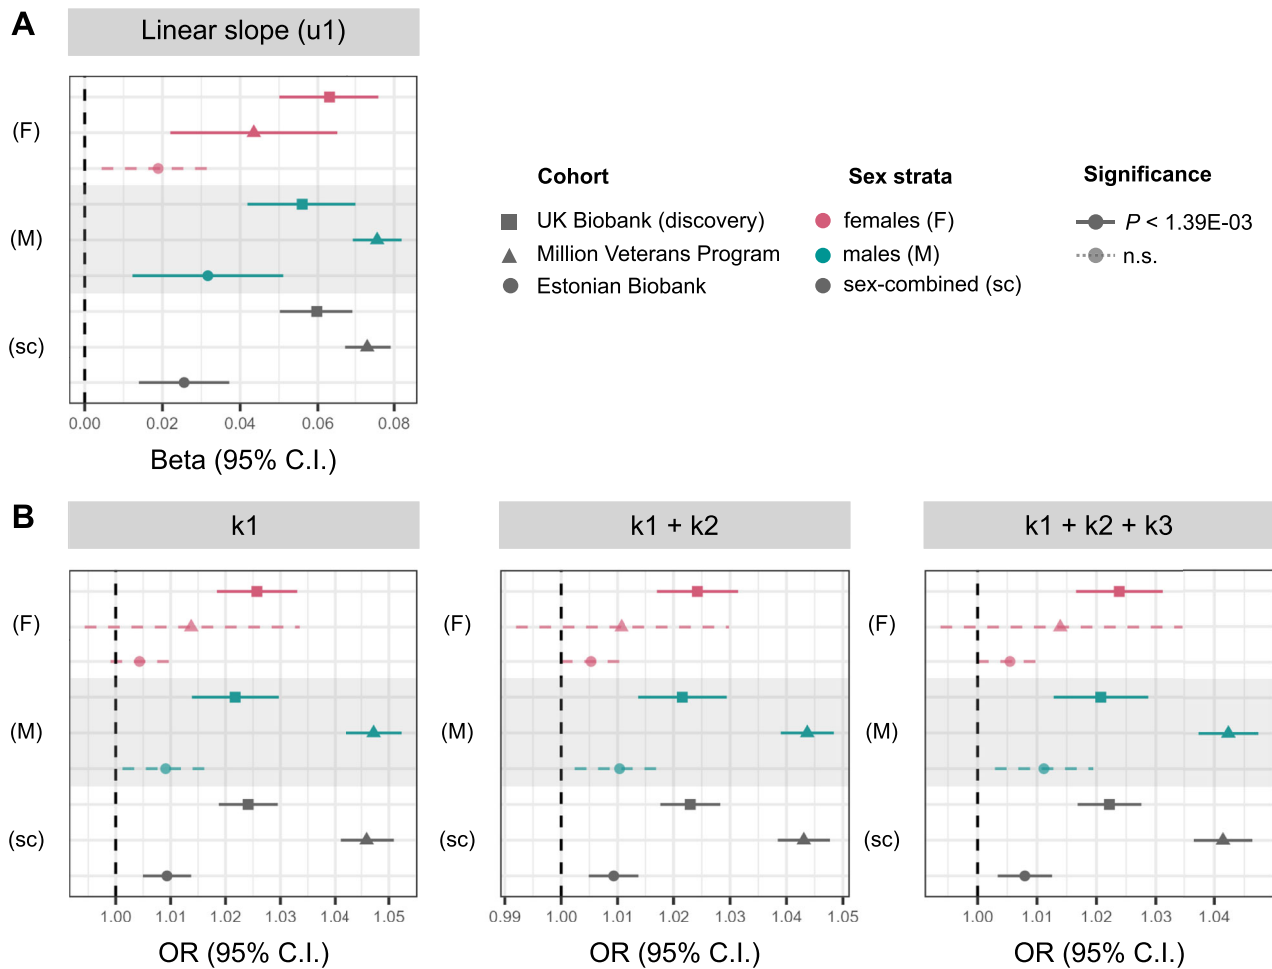 A
Linear slope (u1)
(F)
(M)
(sc)
0.00 0.02 0.04 0.06 0.08
Beta (95% C.I.)
Cohort
UK Biobank (discovery)
Million Veterans Program
Estonian Biobank
Sex strata
females (F)
males (M)
sex-combined (sc)
Significance
P < 1.39E-03
n.s.
B
k1
(F)
(M)
(sc)
1.00 1.01 1.02 1.03 1.04 1.05
OR (95% C.I.)
k1 + k2
(F)
(M)
(sc)
0.99 1.00 1.01 1.02 1.03 1.04 1.05
OR (95% C.I.)
k1 + k2 + k3
(F)
(M)
(sc)
1.00 1.01 1.02 1.03 1.04
OR (95% C.I.)